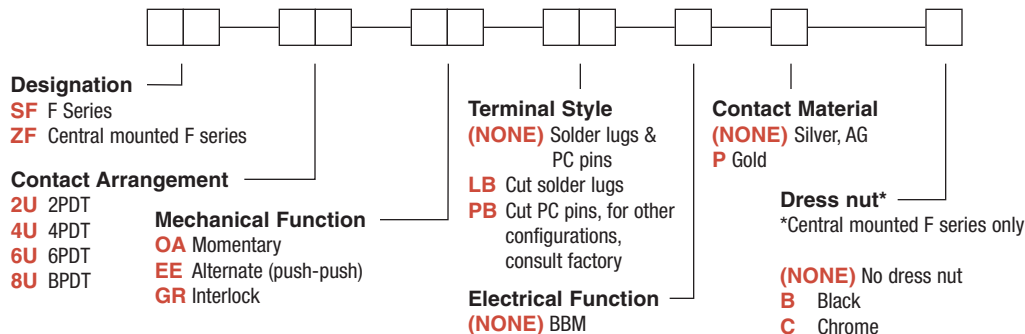 Designation
SF F Series
ZF Central mounted F series
Contact Arrangement
2U 2PDT
4U 4PDT
6U 6PDT
8U BPDT
Mechanical Function
OA Momentary
EE Alternate (push-push)
GR Interlock
Terminal Style
(NONE) Solder lugs &
PC pins
LB Cut solder lugs
PB Cut PC pins, for other
configurations,
consult factory
Electrical Function
(NONE) BBM
Contact Material
(NONE) Silver, AG
P Gold
Dress nut*
*Central mounted F series only
(NONE) No dress nut
B Black
C Chrome